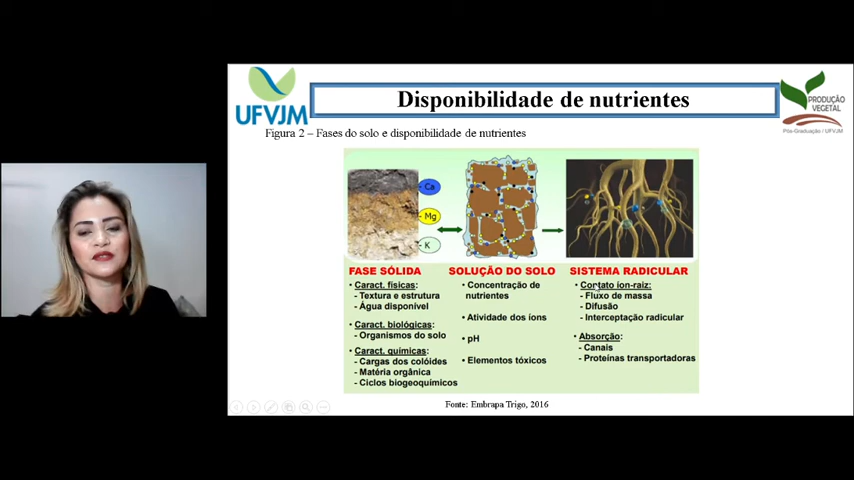 Disponibilidade de nutrientes
UFVJM
PRODUÇÃO
VEGETAL
Pós-Graduação / UFVJM
Figura 2 – Fases do solo e disponibilidade de nutrientes
Ca
Mg
K
FASE SÓLIDA
• Caract. físicas:
- Textura e estrutura
- Água disponível
• Caract. biológicas:
- Organismos do solo
• Caract. químicas:
- Cargas dos colóides
- Matéria orgânica
- Ciclos biogeoquímicos
SOLUÇÃO DO SOLO
• Concentração de
nutrientes
• Atividade dos íons
• pH
• Elementos tóxicos
SISTEMA RADICULAR
• Contato íon-raiz:
- Fluxo de massa
- Difusão
- Interceptação radicular
• Absorção:
- Canais
- Proteínas transportadoras
Fonte: Embrapa Trigo, 2016